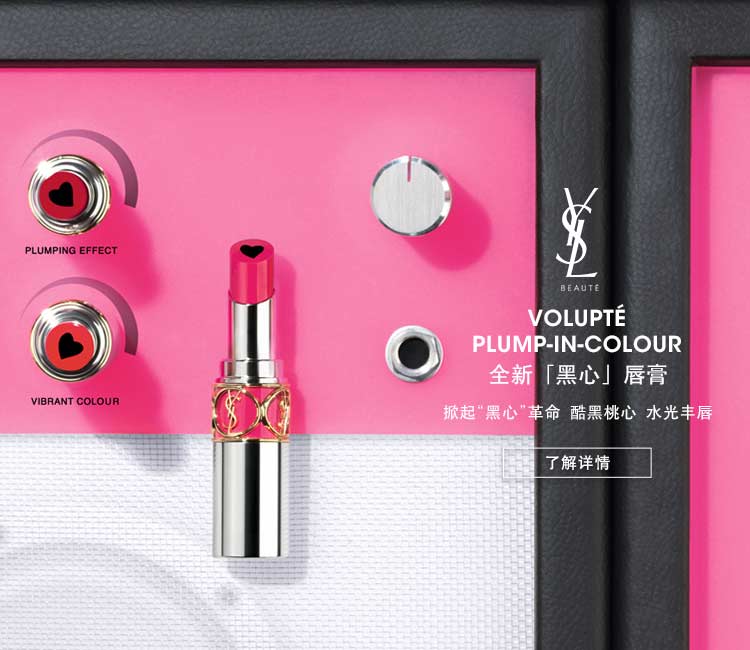 PLUMPING EFFECT
VIBRANT COLOUR
YSL
BEAUTÉ
VOLUPTÉ
PLUMP-IN-COLOUR
全新「黑心」唇膏
掀起“黑心”革命 酷黑桃心 水光丰唇
了解详情